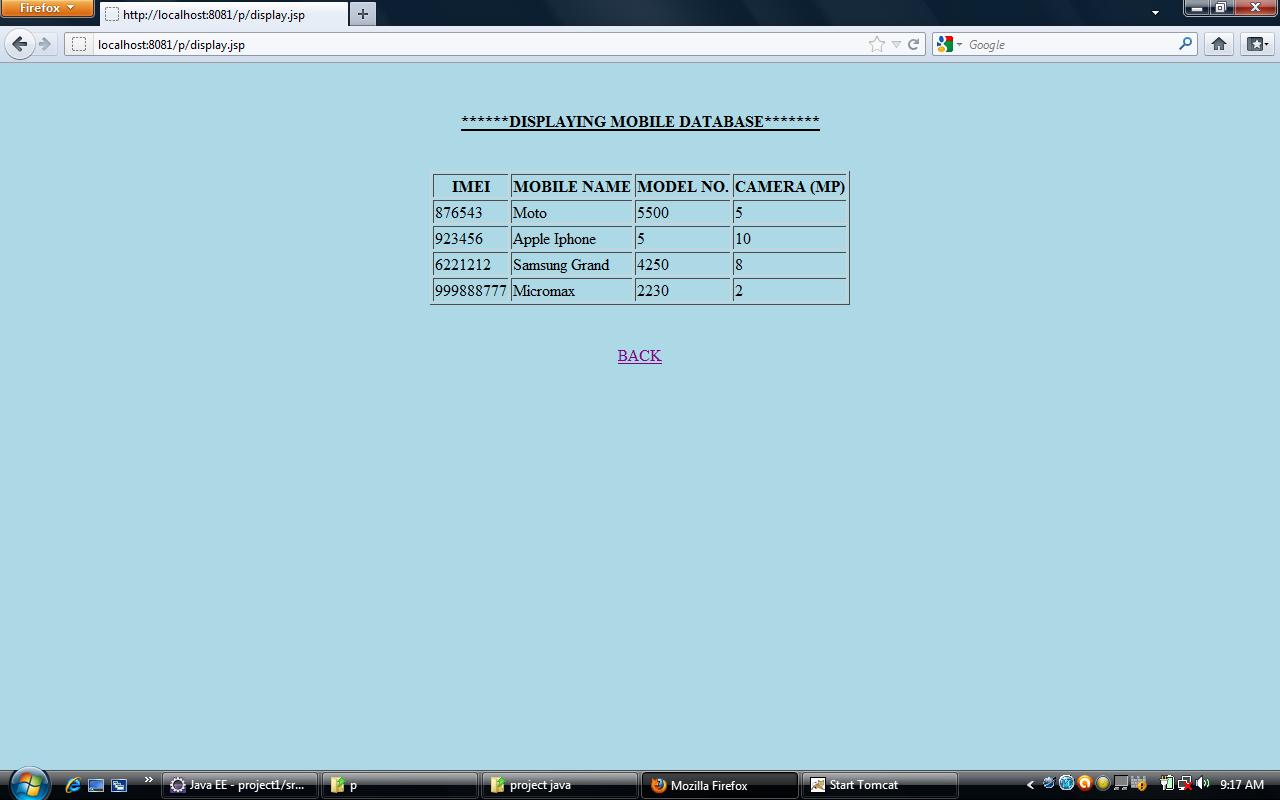 Firefox
http://localhost:8081/p/display.jsp
localhost:8081/p/display.jsp
Google
******DISPLAYING MOBILE DATABASE*******
IMEI MOBILE NAME MODEL NO. CAMERA (MP)
876543 Moto 5500 5
923456 Apple Iphone 5 10
6221212 Samsung Grand 4250 8
999888777 Micromax 2230 2
BACK
Java EE - project1/sr... p project java Mozilla Firefox Start Tomcat 9:17 AM